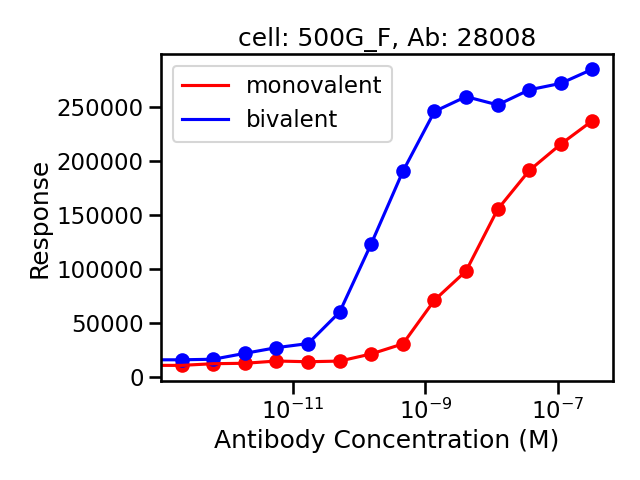 cell: 500G_F, Ab: 28008
monovalent
bivalent
Response
250000
200000
150000
100000
50000
0
10⁻¹¹
10⁻⁹
10⁻⁷
Antibody Concentration (M)